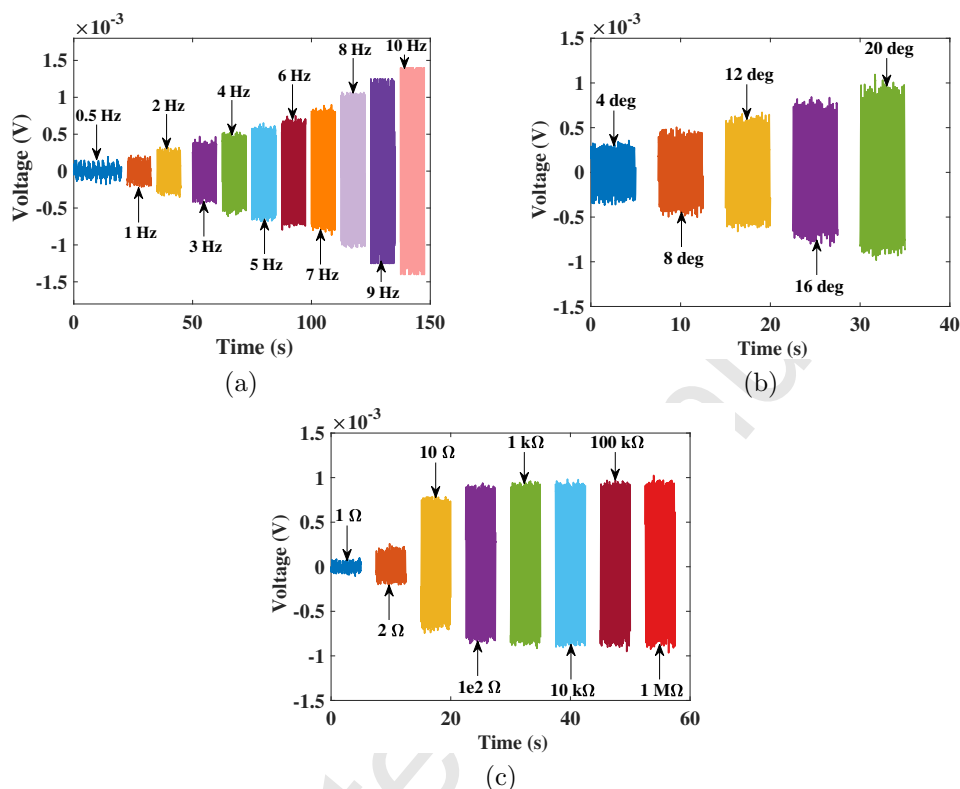 ×10⁻³
1.5
1
0.5
0
-0.5
-1
-1.5
Voltage (V)
0.5 Hz
1 Hz
2 Hz
3 Hz
4 Hz
5 Hz
6 Hz
7 Hz
8 Hz
9 Hz
10 Hz
0 50 100 150
Time (s)
(a)
×10⁻³
1.5
1
0.5
0
-0.5
-1
-1.5
Voltage (V)
4 deg
8 deg
12 deg
16 deg
20 deg
0 10 20 30 40
Time (s)
(b)
×10⁻³
1.5
1
0.5
0
-0.5
-1
-1.5
Voltage (V)
1 Ω
2 Ω
10 Ω
1e2 Ω
1 kΩ
10 kΩ
100 kΩ
1 MΩ
0 20 40 60
Time (s)
(c)